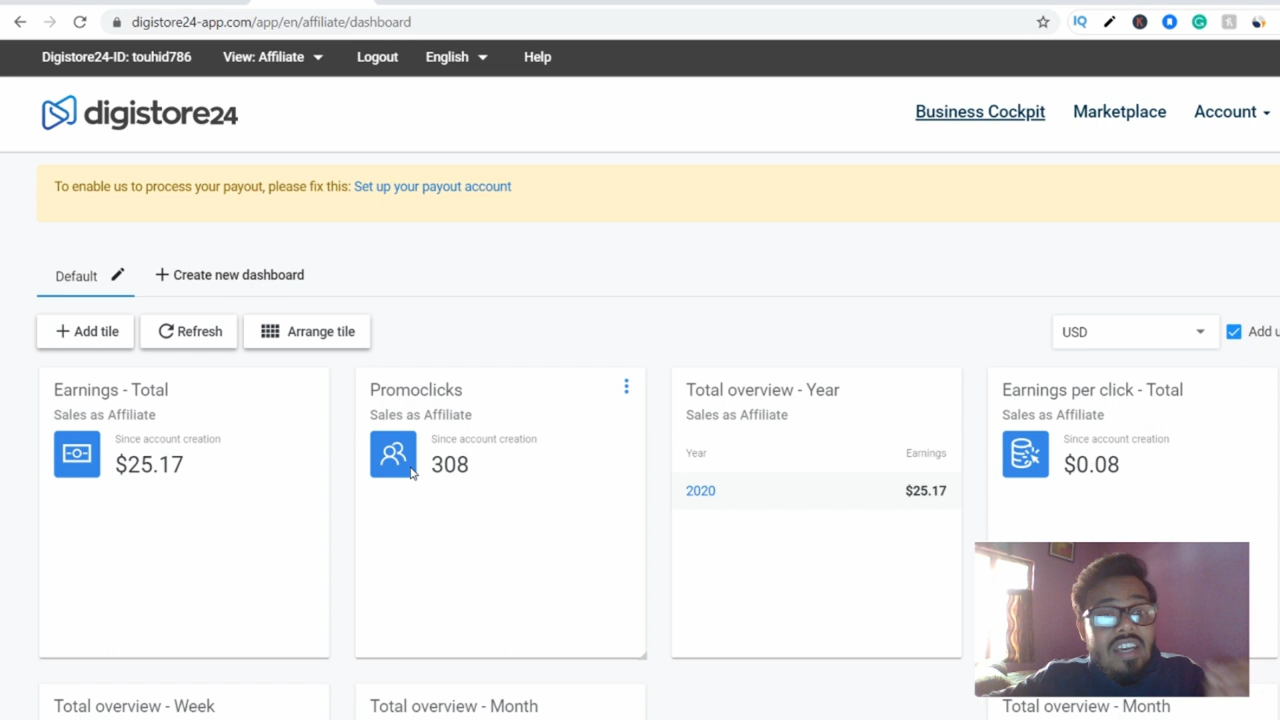 digistore24-app.com/app/en/affiliate/dashboard
Digistore24-ID: touhid786 View: Affiliate Logout English Help
digistore24 Business Cockpit Marketplace Account
To enable us to process your payout, please fix this: Set up your payout account
Default + Create new dashboard
+ Add tile Refresh Arrange tile USD Add u
Earnings - Total
Sales as Affiliate
Since account creation
$25.17
Promoclicks
Sales as Affiliate
Since account creation
308
Total overview - Year
Sales as Affiliate
Year Earnings
2020 $25.17
Earnings per click - Total
Sales as Affiliate
Since account creation
$0.08
Total overview - Week
Total overview - Month
Total overview - Month